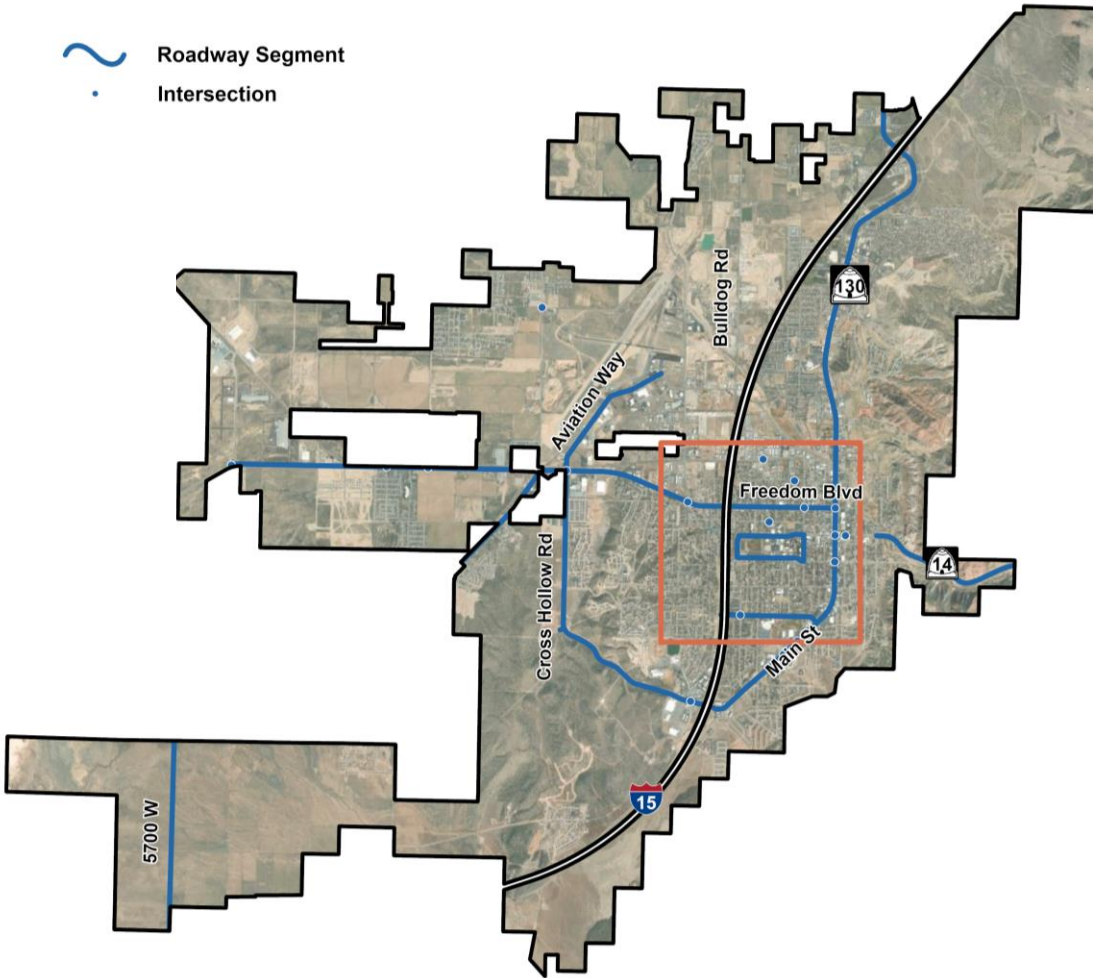 Roadway Segment
Intersection
Bulldog Rd
130
Aviation Way
Freedom Blvd
14
Cross Hollow Rd
Main St
15
5700 W